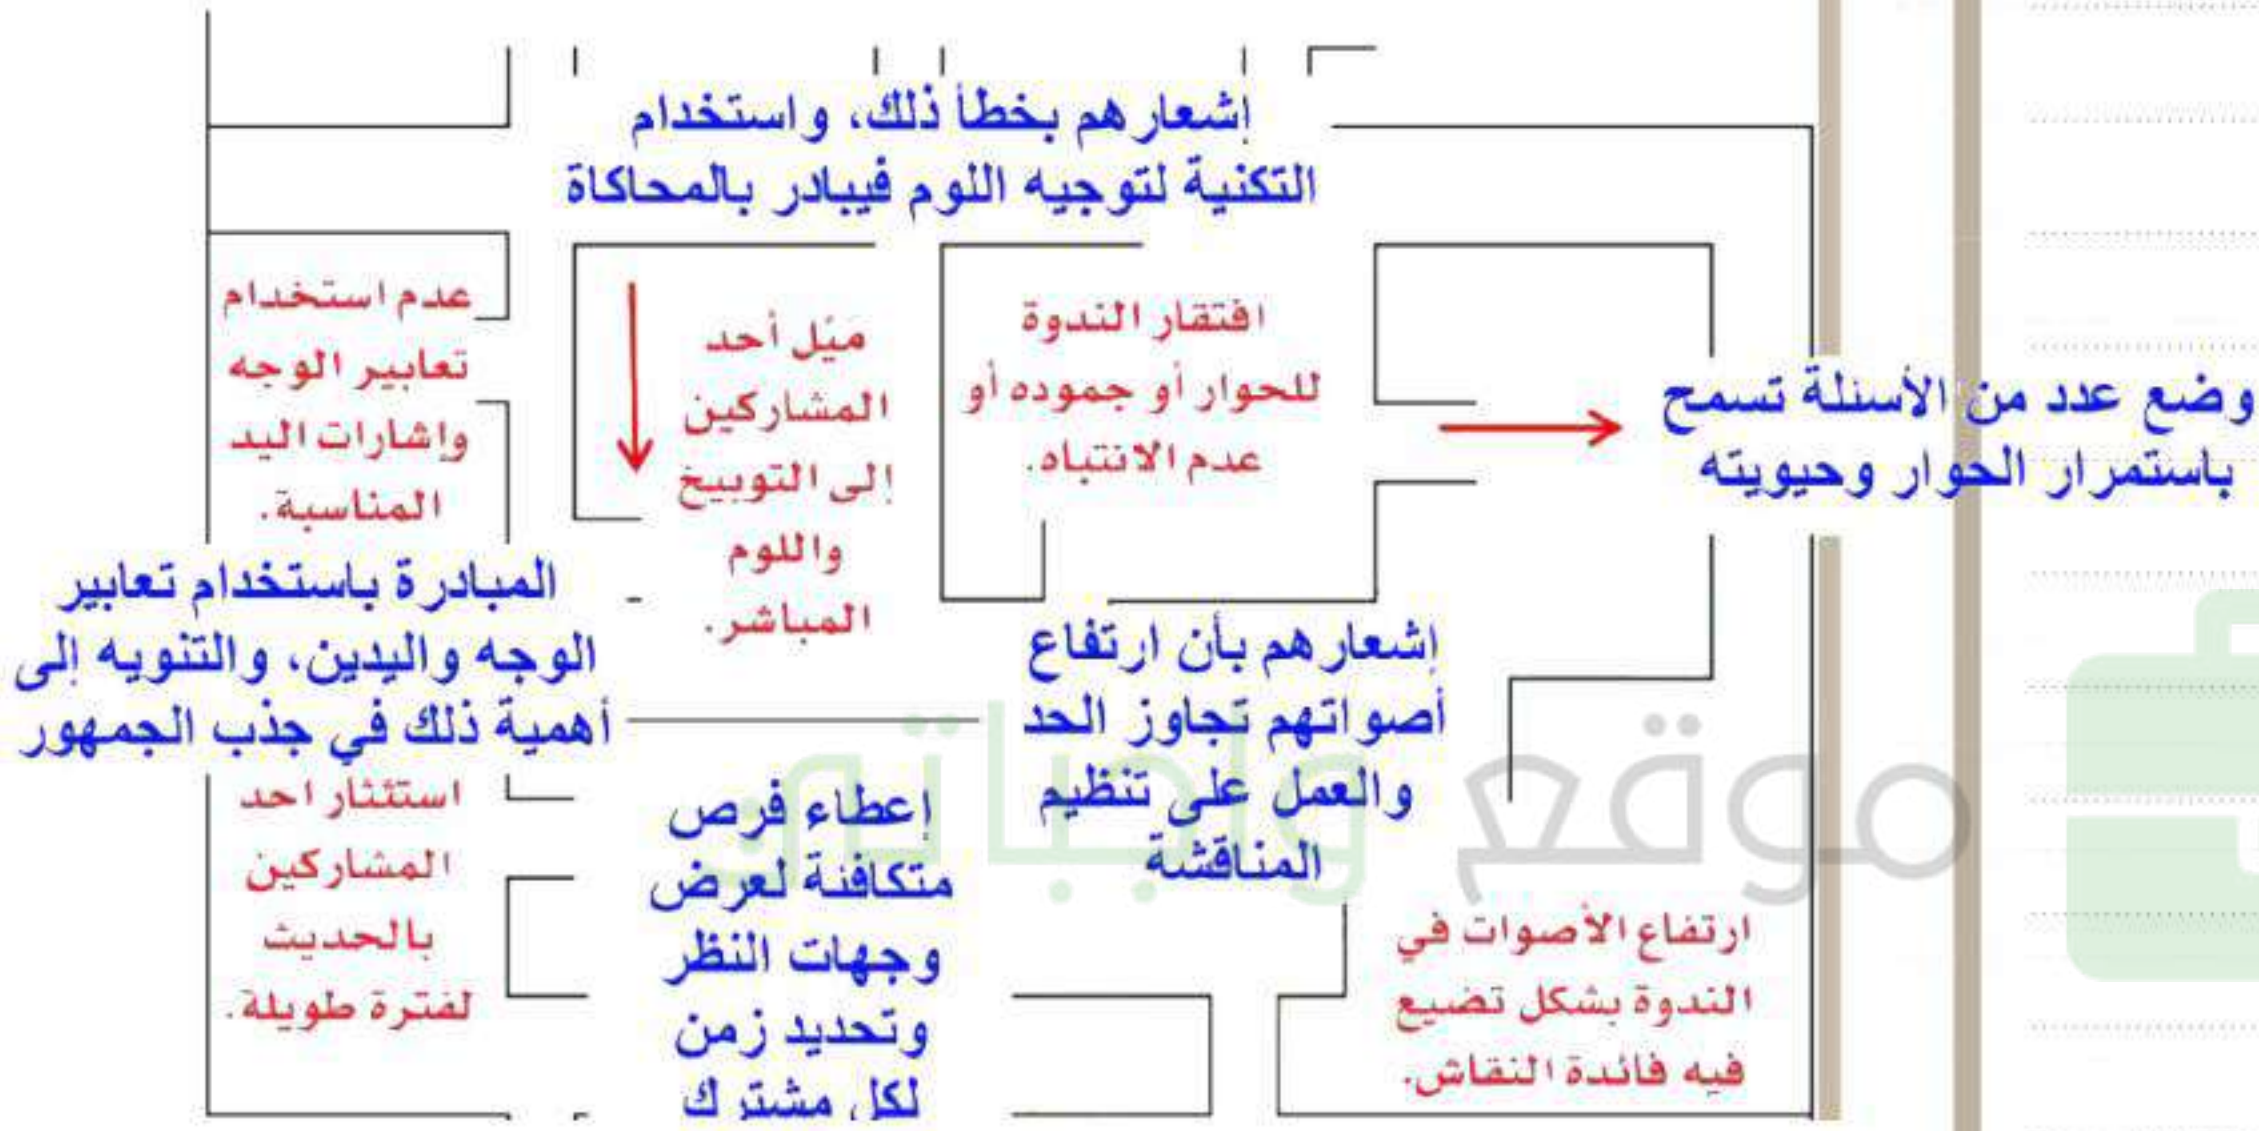 إشعارهم بخطأ ذلك، واستخدام
التكنية لتوجيه اللوم فيبادر بالمحاكاة
افتقار الندوة
للحوار أو جموده أو
عدم الانتباه.
وضع عدد من الأسئلة تسمح
باستمرار الحوار وحيويته
ميل أحد
المشاركين
إلى التوبيخ
واللوم
المباشر.
عدم استخدام
تعابير الوجه
وإشارات اليد
المناسبة.
المبادرة باستخدام تعابير
الوجه واليدين، والتنويه إلى
أهمية ذلك في جذب الجمهور
إشعارهم بأن ارتفاع
أصواتهم تجاوز الحد
والعمل على تنظيم
المناقشة
ارتفاع الأصوات في
الندوة بشكل تضيع
فيه فائدة النقاش.
إعطاء فرص
متكافئة لعرض
وجهات النظر
وتحديد زمن
لكل مشترك
استئثار احد
المشاركين
بالحديث
لفترة طويلة.
موقع واجباتي